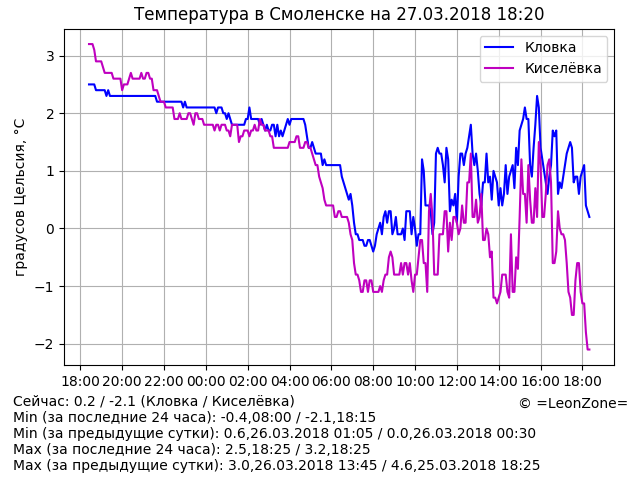 Температура в Смоленске на 27.03.2018 18:20
градусов Цельсия, °C
3
2
1
0
−1
−2
Кловка
Киселёвка
18:00 20:00 22:00 00:00 02:00 04:00 06:00 08:00 10:00 12:00 14:00 16:00 18:00
Сейчас: 0.2 / -2.1 (Кловка / Киселёвка)
© =LeonZone=
Min (за последние 24 часа): -0.4,08:00 / -2.1,18:15
Min (за предыдущие сутки): 0.6,26.03.2018 01:05 / 0.0,26.03.2018 00:30
Max (за последние 24 часа): 2.5,18:25 / 3.2,18:25
Max (за предыдущие сутки): 3.0,26.03.2018 13:45 / 4.6,25.03.2018 18:25